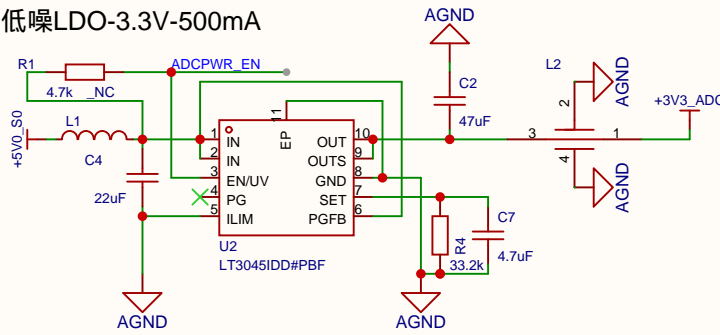 低噪LDO-3.3V-500mA
AGND
R1
ADCPWR_EN
4.7k _NC
L2
AGND
+3V3_ADC
C2
47uF
2
3
1
4
AGND
+5V0_S0
L1
C4
22uF
11
EP
1 IN OUT 10
2 IN OUTS 9
3 EN/UV GND 8
4 PG SET 7
5 ILIM PGFB 6
U2
LT3045IDD#PBF
R4
33.2k
C7
4.7uF
AGND
AGND